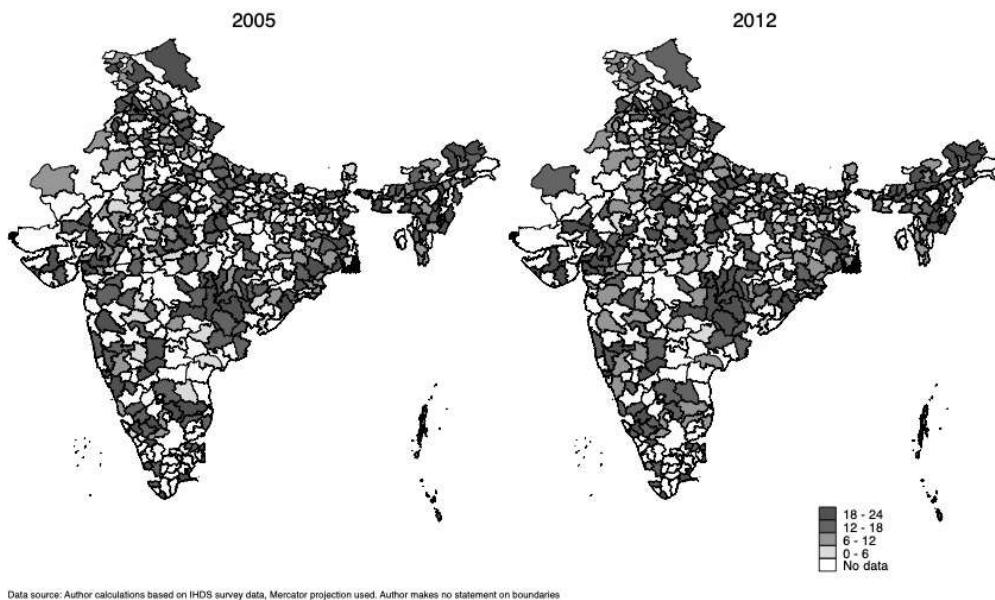 2005
2012
18 - 24
12 - 18
6 - 12
0 - 6
No data
Data source: Author calculations based on IHDS survey data, Mercator projection used. Author makes no statement on boundaries